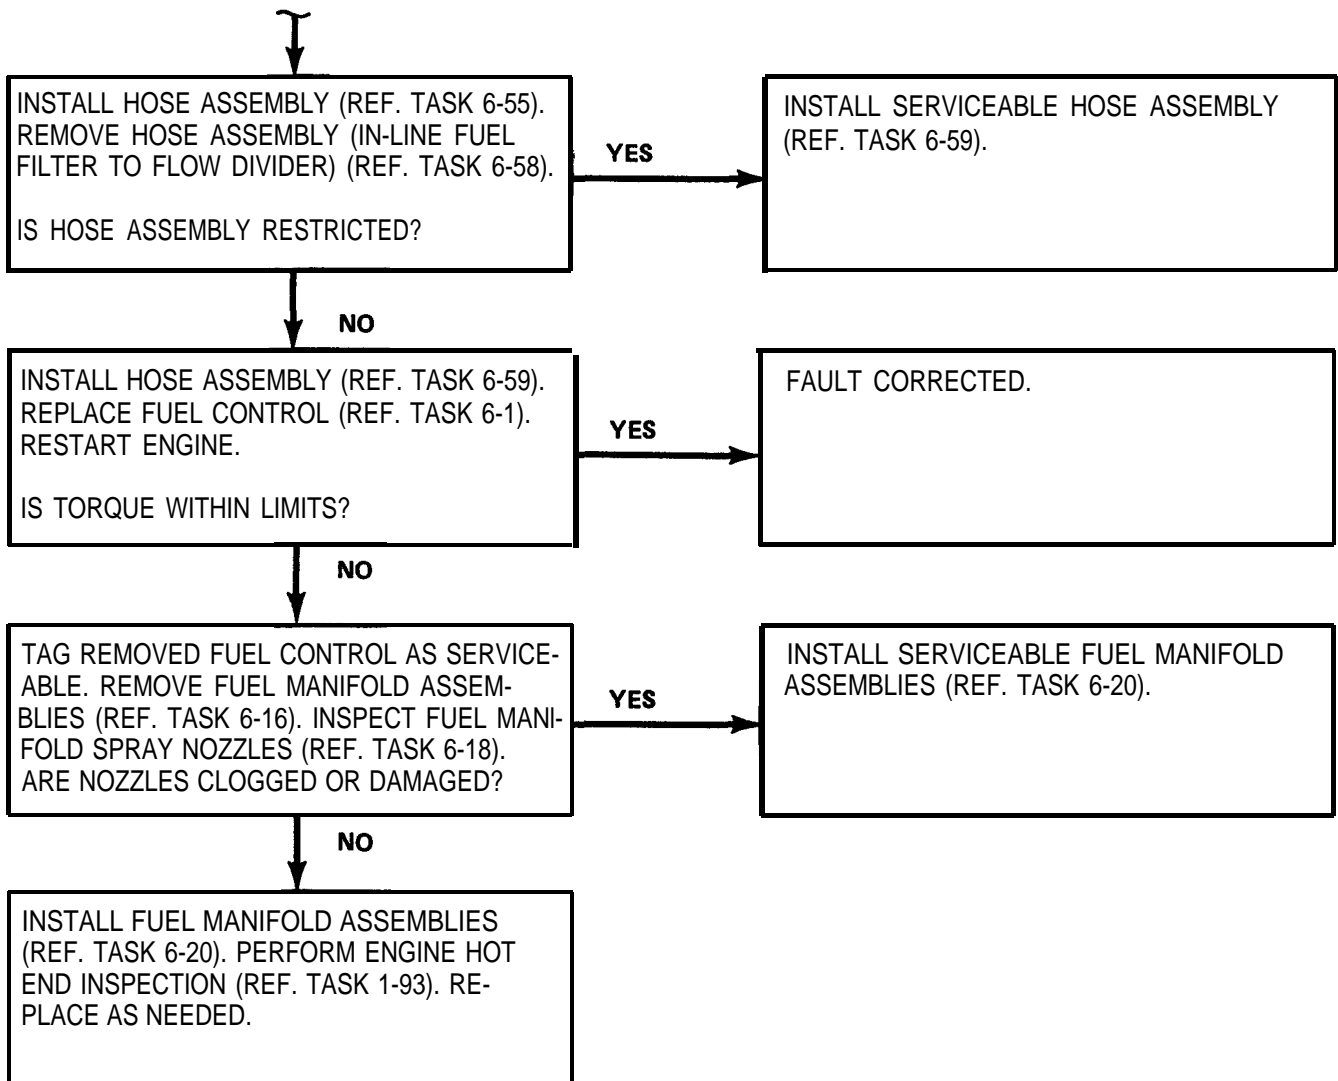 INSTALL HOSE ASSEMBLY (REF. TASK 6-55).
REMOVE HOSE ASSEMBLY (IN-LINE FUEL
FILTER TO FLOW DIVIDER) (REF. TASK 6-58).
IS HOSE ASSEMBLY RESTRICTED?
YES
INSTALL SERVICEABLE HOSE ASSEMBLY
(REF. TASK 6-59).
NO
INSTALL HOSE ASSEMBLY (REF. TASK 6-59).
REPLACE FUEL CONTROL (REF. TASK 6-1).
RESTART ENGINE.
IS TORQUE WITHIN LIMITS?
YES
FAULT CORRECTED.
NO
TAG REMOVED FUEL CONTROL AS SERVICE-
ABLE. REMOVE FUEL MANIFOLD ASSEM-
BLIES (REF. TASK 6-16). INSPECT FUEL MANI-
FOLD SPRAY NOZZLES (REF. TASK 6-18).
ARE NOZZLES CLOGGED OR DAMAGED?
YES
INSTALL SERVICEABLE FUEL MANIFOLD
ASSEMBLIES (REF. TASK 6-20).
NO
INSTALL FUEL MANIFOLD ASSEMBLIES
(REF. TASK 6-20). PERFORM ENGINE HOT
END INSPECTION (REF. TASK 1-93). RE-
PLACE AS NEEDED.